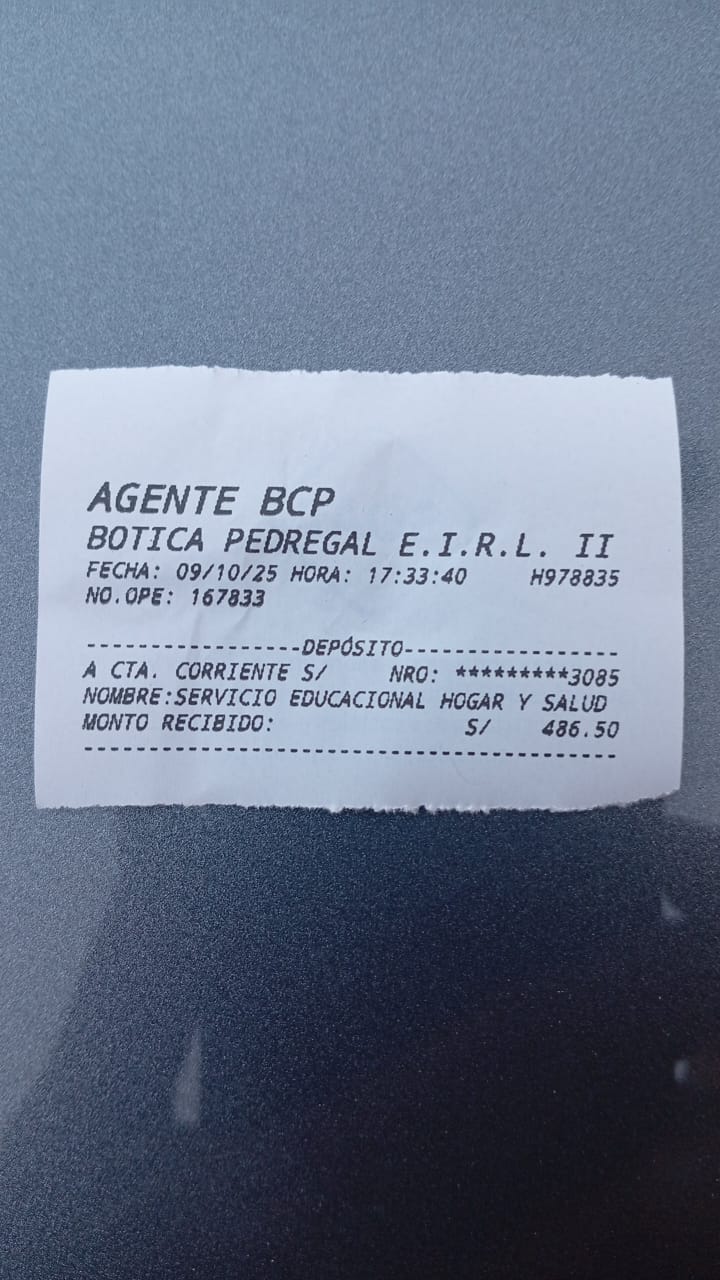 AGENTE BCP
BOTICA PEDREGAL E.I.R.L. II
FECHA: 09/10/25 HORA: 17:33:40 H978835
NO.OPE: 167833
-----------------DEPÓSITO-----------------
A CTA. CORRIENTE S/ NRO: *********3085
NOMBRE:SERVICIO EDUCACIONAL HOGAR Y SALUD
MONTO RECIBIDO: S/ 486.50
-----------------------------------------